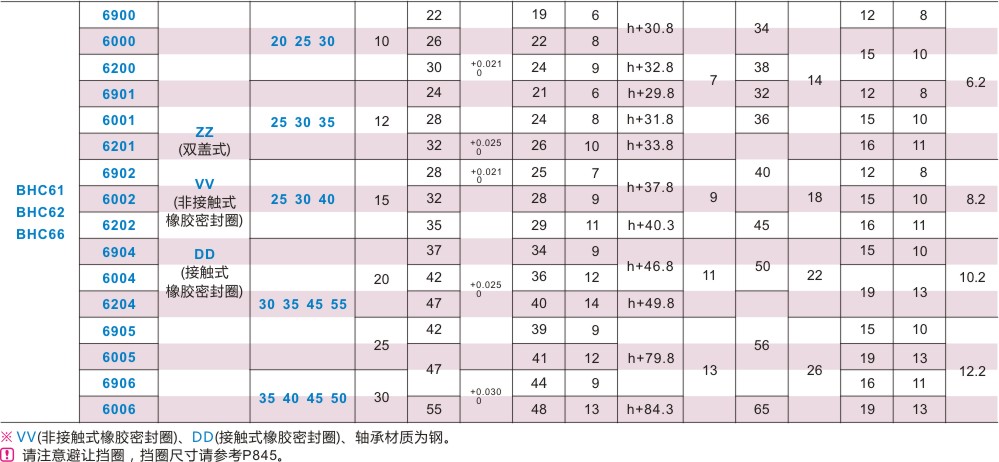 6900 22 19 6 h+30.8 34 12 8
6000 20 25 30 10 26 22 8 15 10
6200 30 +0.021 0 24 9 h+32.8 7 38 14 6.2
6901 24 21 6 h+29.8 32 12 8
6001 25 30 35 12 28 24 8 h+31.8 36 15 10
ZZ
6201 (双盖式) 32 +0.025 0 26 10 h+33.8 16 11
6902 28 +0.021 0 25 7 h+37.8 40 12 8
BHC61 VV
6002 (非接触式 25 30 40 15 32 28 9 9 18 15 10 8.2
BHC62 橡胶密封圈)
6202 35 29 11 h+40.3 45 16 11
BHC66
6904 DD 37 34 9 h+46.8 50 15 10
6004 (接触式 20 42 +0.025 0 36 12 11 22 19 13 10.2
橡胶密封圈)
6204 30 35 45 55 47 40 14 h+49.8
6905 25 42 39 9 56 15 10
6005 47 41 12 h+79.8 13 26 19 13 12.2
6906 35 40 45 50 30 +0.030 0 44 9 16 11
6006 55 48 13 h+84.3 65 19 13
※ VV(非接触式橡胶密封圈)、DD(接触式橡胶密封圈)、轴承材质为钢。
! 请注意避让挡圈，挡圈尺寸请参考P845。